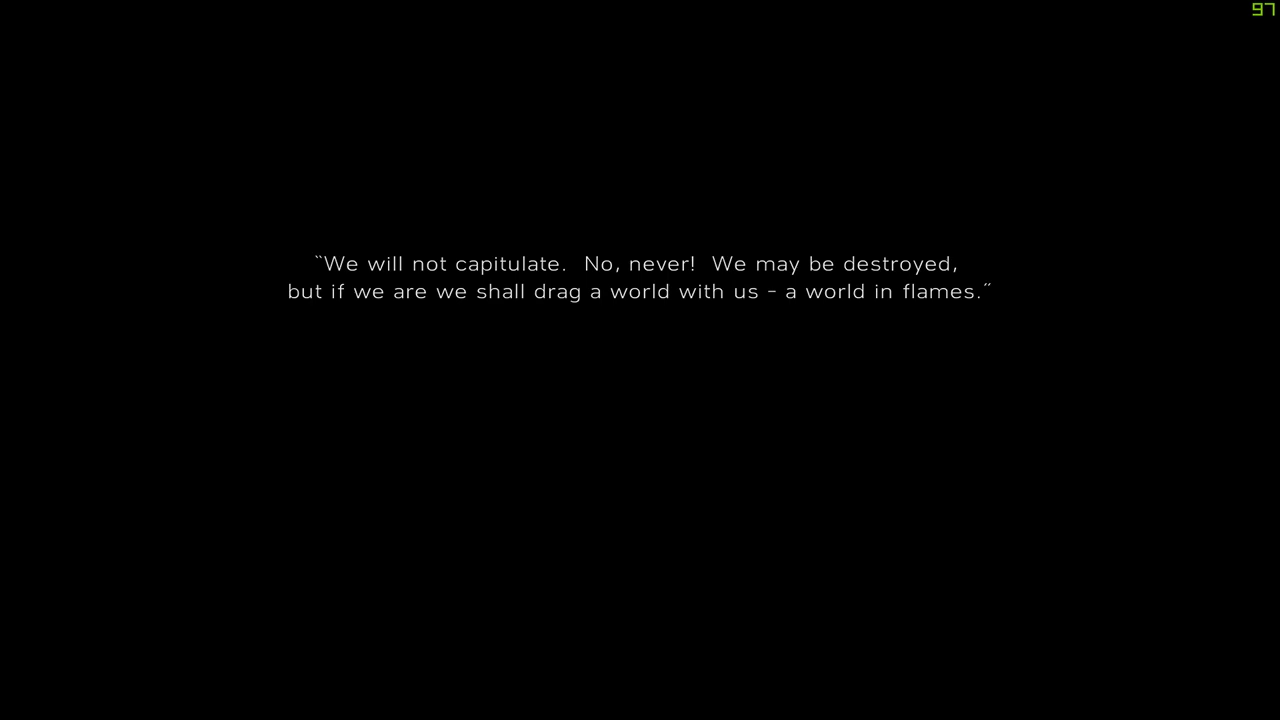 97
``We will not capitulate.  No, never!  We may be destroyed,
but if we are we shall drag a world with us - a world in flames.˝